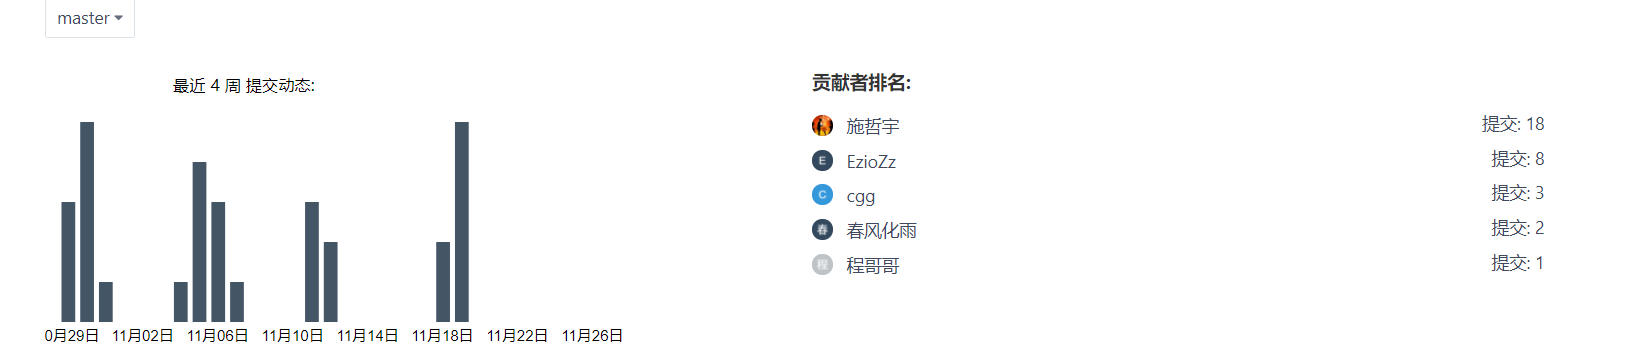 master
最近 4 周 提交动态:
0月29日 11月02日 11月06日 11月10日 11月14日 11月18日 11月22日 11月26日
贡献者排名:
施哲宇 提交: 18
E EzioZz 提交: 8
C cgg 提交: 3
春 春风化雨 提交: 2
程 程哥哥 提交: 1